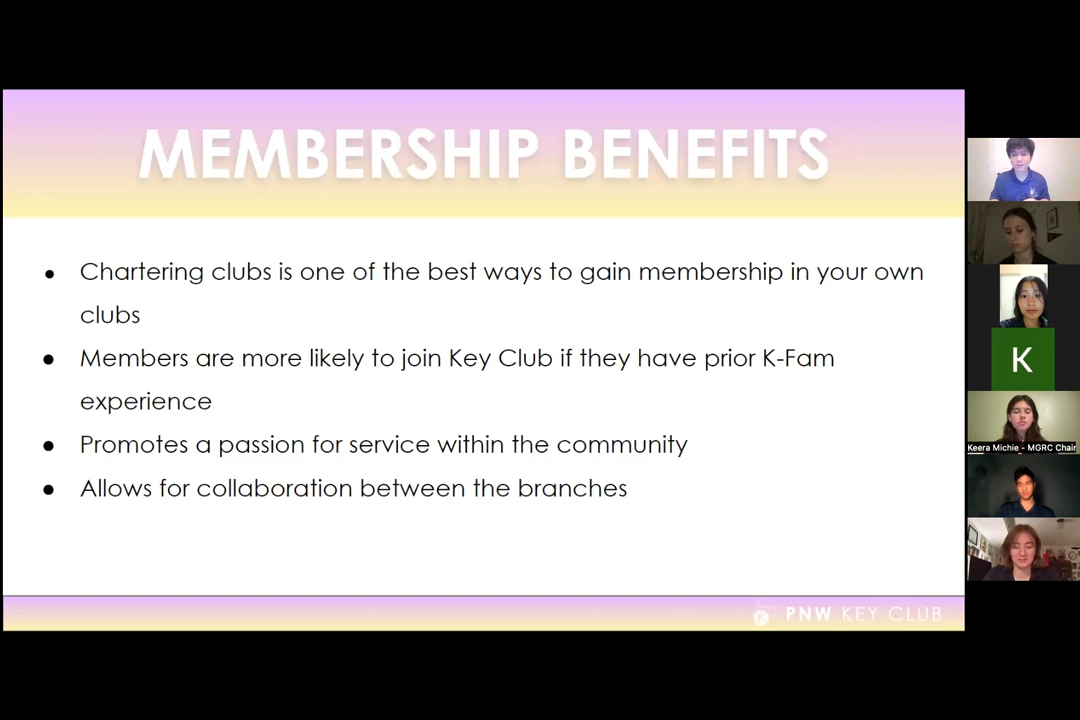 MEMBERSHIP BENEFITS
● Chartering clubs is one of the best ways to gain membership in your own
clubs
● Members are more likely to join Key Club if they have prior K-Fam
experience
● Promotes a passion for service within the community
● Allows for collaboration between the branches
PNW KEY CLUB
K
Keera Michie - MGRC Chair